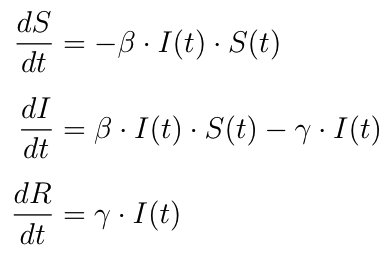 dS/dt = −β · I(t) · S(t)
dI/dt = β · I(t) · S(t) − γ · I(t)
dR/dt = γ · I(t)